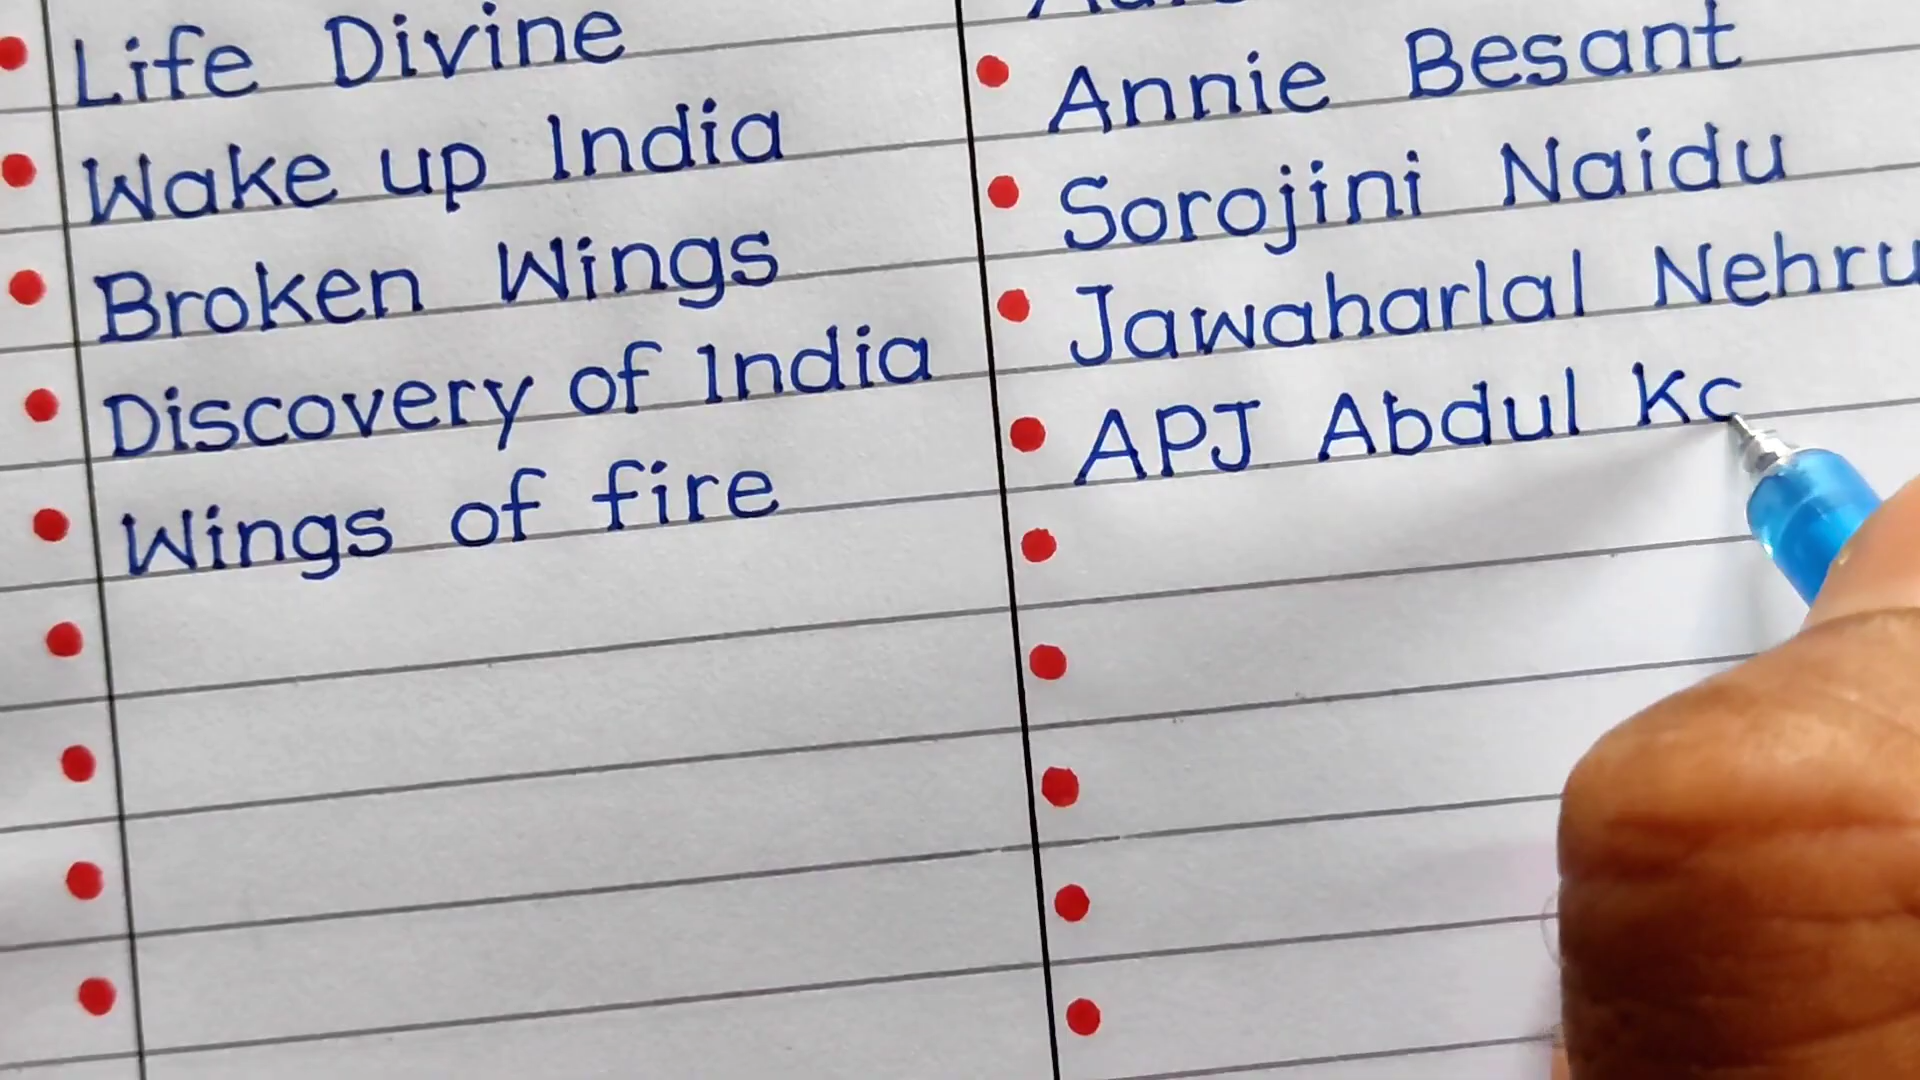 Life Divine
Wake up India
Annie Besant
Broken Wings
Sorojini Naidu
Discovery of India
Jawaharlal Nehru
Wings of fire
APJ Abdul Kc